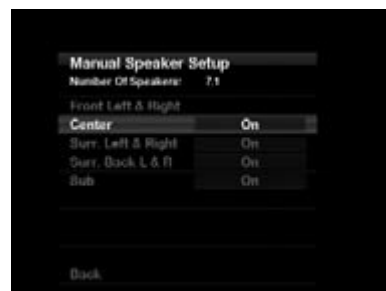 Manual Speaker Setup
Number Of Speakers: 7.1
Front Left & Right
Center On
Surr. Left & Right On
Surr. Back L & R On
Sub On
Back